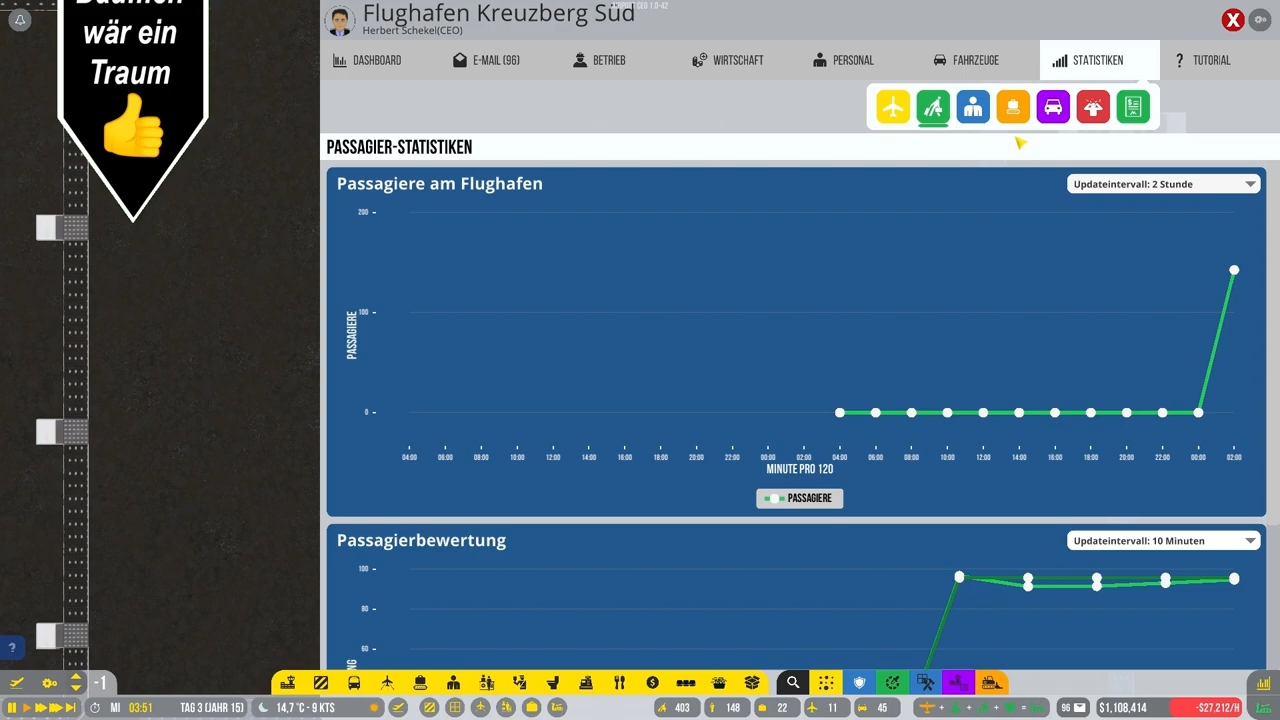 wär ein
Traum
Flughafen Kreuzberg Süd
Herbert Schekel(CEO)
DASHBOARD
E-MAIL (96)
BETRIEB
WIRTSCHAFT
PERSONAL
FAHRZEUGE
STATISTIKEN
? TUTORIAL
PASSAGIER-STATISTIKEN
Passagiere am Flughafen
Updateintervall: 2 Stunde
200
100
0
PASSAGIERE
04:00 06:00 08:00 10:00 12:00 14:00 16:00 18:00 20:00 22:00 00:00 02:00 04:00 06:00 08:00 10:00 12:00 14:00 16:00 18:00 20:00 22:00 00:00 02:00
MINUTE PRO 120
PASSAGIERE
Passagierbewertung
Updateintervall: 10 Minuten
100
80
60
?
-1
MI 03:51 TAG 3 (JAHR 15) 14,7°C - 9 KTS
403 148 22 11 45
96 $1,108,414 -$27.212/H